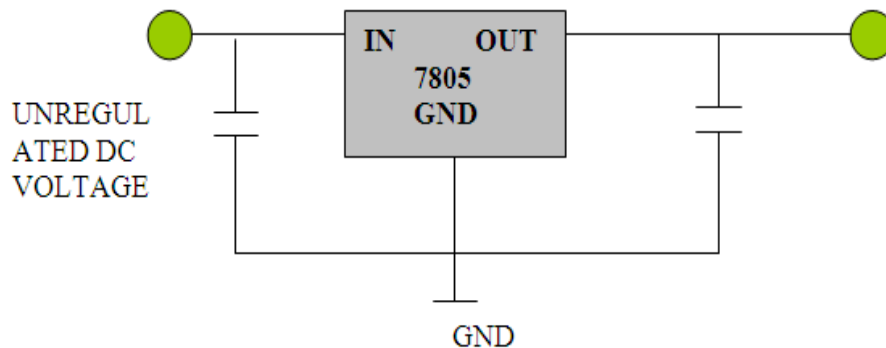 IN OUT
7805
GND
UNREGUL
ATED DC
VOLTAGE
GND